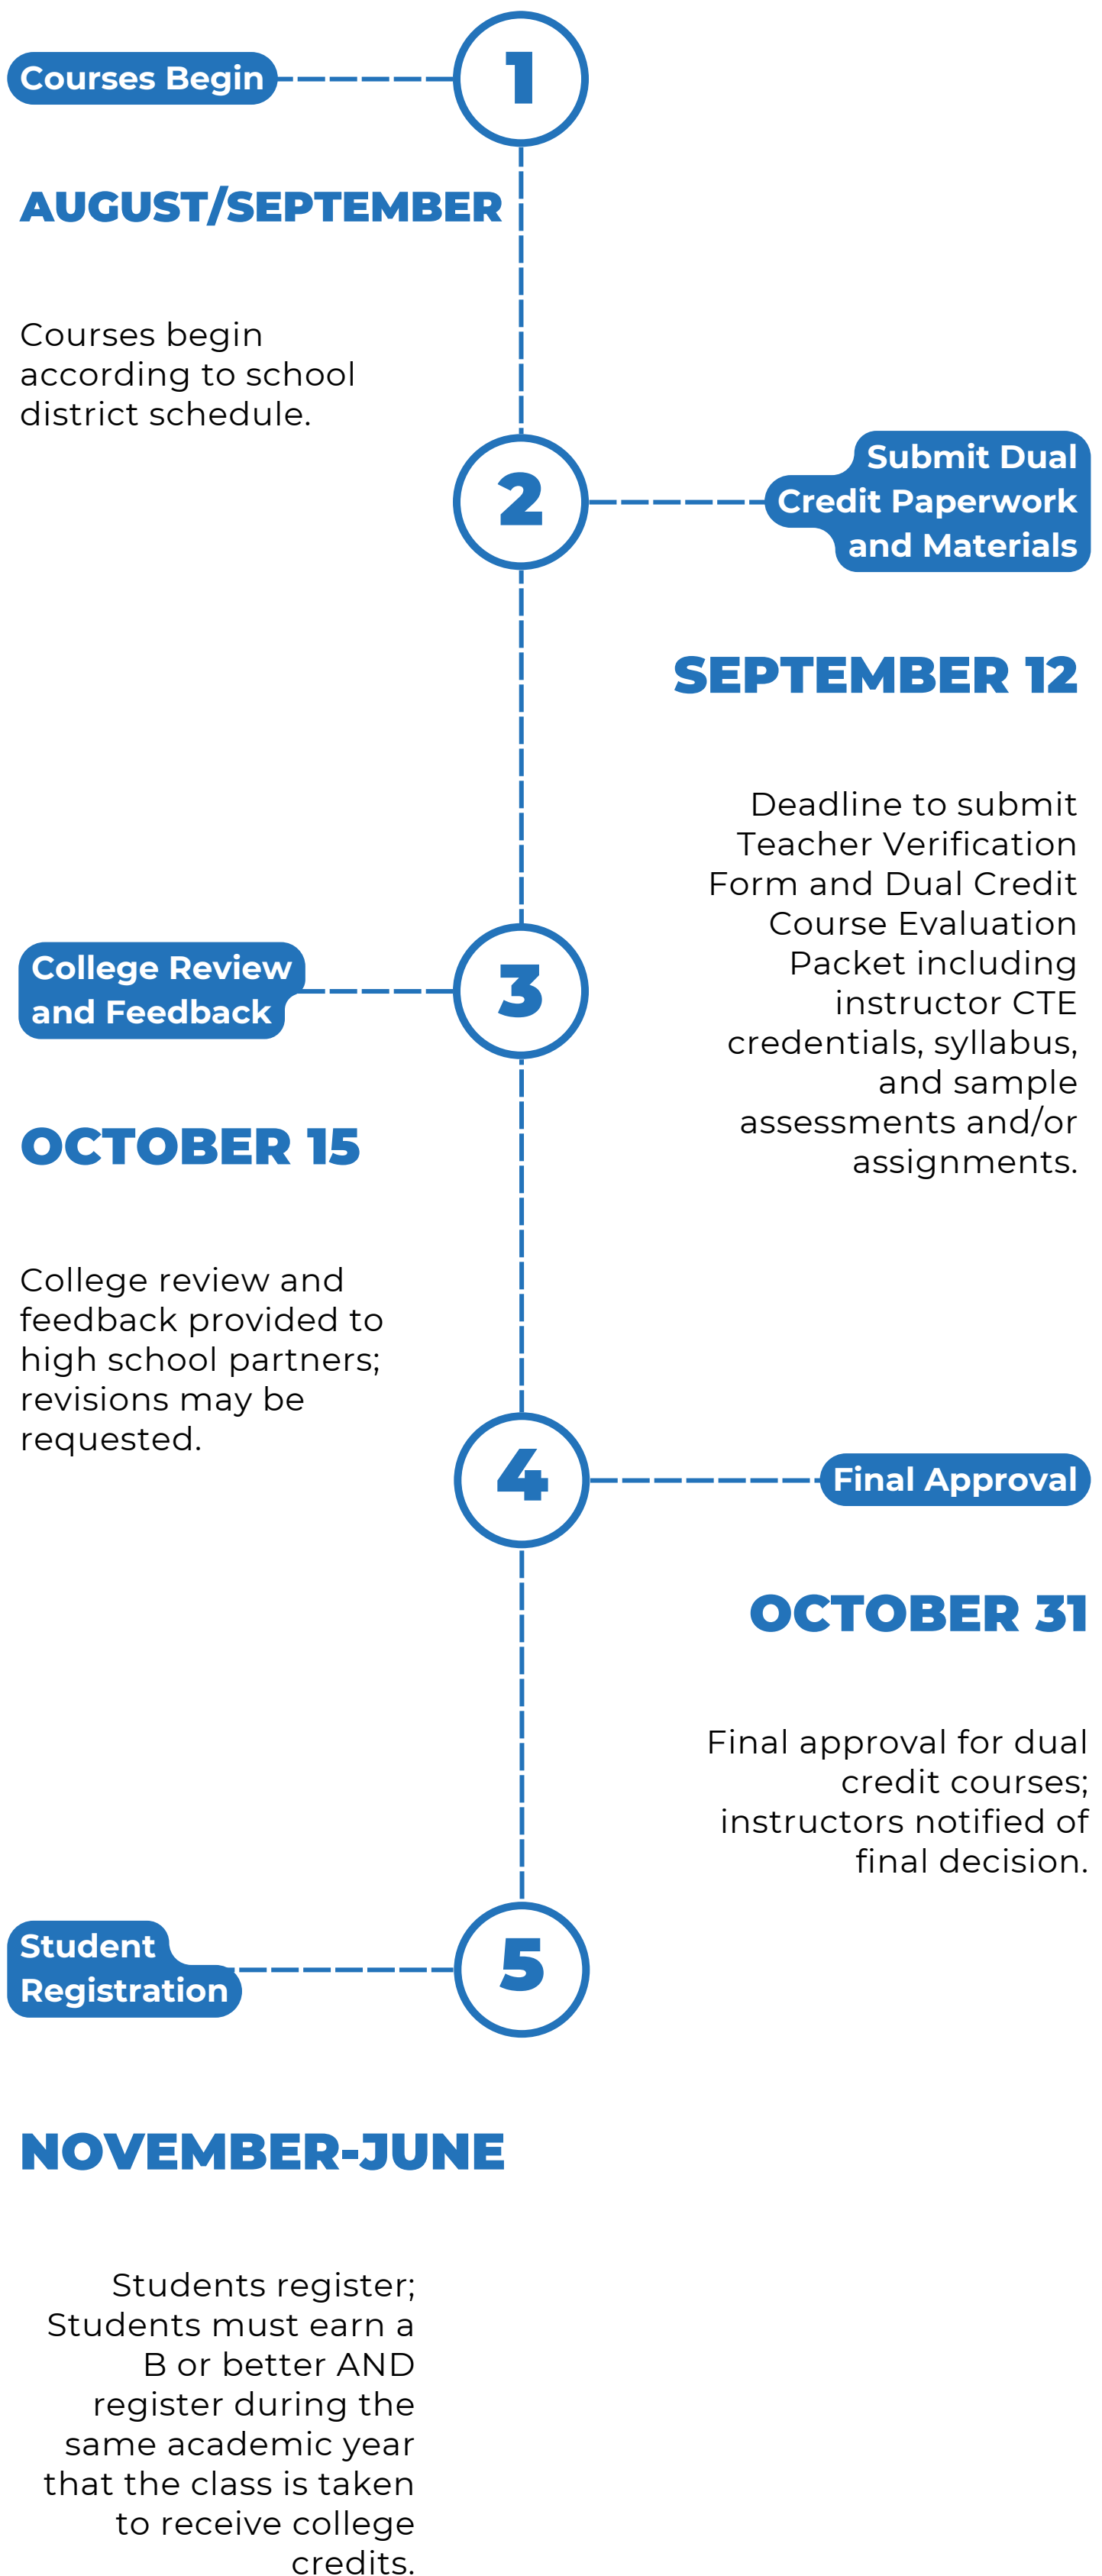 1
Courses Begin
AUGUST/SEPTEMBER
Courses begin
according to school
district schedule.
2
Submit Dual
Credit Paperwork
and Materials
SEPTEMBER 12
Deadline to submit
Teacher Verification
Form and Dual Credit
Course Evaluation
Packet including
instructor CTE
credentials, syllabus,
and sample
assessments and/or
assignments.
3
College Review
and Feedback
OCTOBER 15
College review and
feedback provided to
high school partners;
revisions may be
requested.
4
Final Approval
OCTOBER 31
Final approval for dual
credit courses;
instructors notified of
final decision.
5
Student
Registration
NOVEMBER-JUNE
Students register;
Students must earn a
B or better AND
register during the
same academic year
that the class is taken
to receive college
credits.